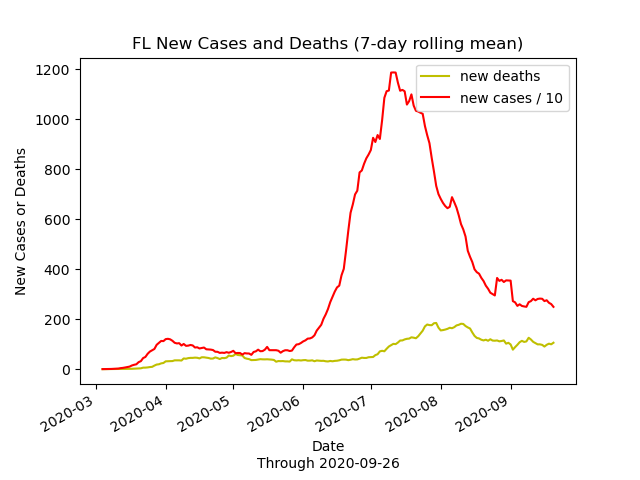 FL New Cases and Deaths (7-day rolling mean)
new deaths
new cases / 10
New Cases or Deaths
1200
1000
800
600
400
200
0
2020-03
2020-04
2020-05
2020-06
2020-07
2020-08
2020-09
Date
Through 2020-09-26